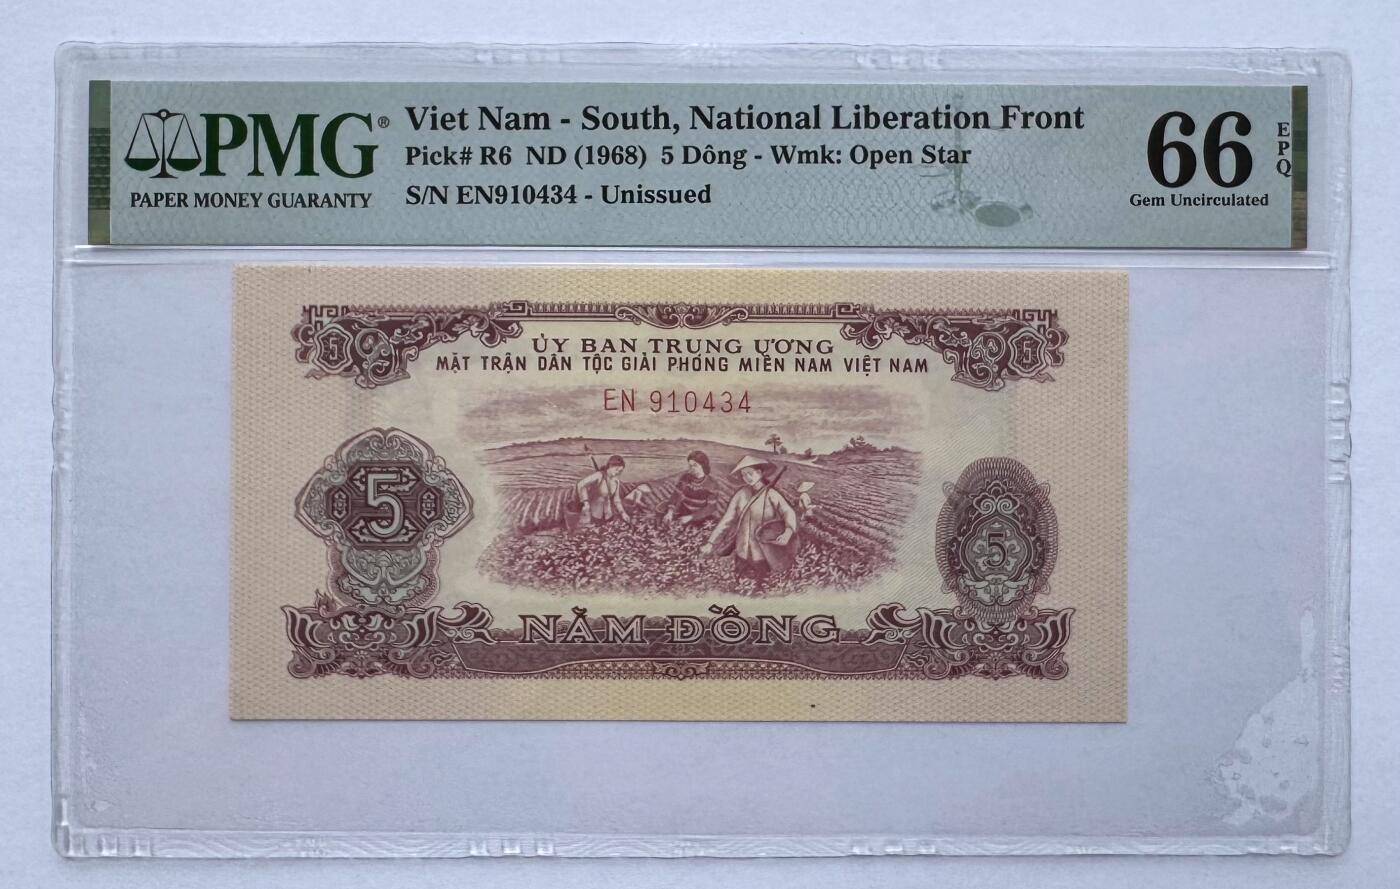 PMG®
PAPER MONEY GUARANTY
Viet Nam - South, National Liberation Front
Pick# R6 ND (1968) 5 Dông - Wmk: Open Star
S/N EN910434 - Unissued
66
EPQ
Gem Uncirculated
5
5
ỦY BAN TRUNG ƯƠNG
MẶT TRẬN DÂN TỘC GIẢI PHÓNG MIỀN NAM VIỆT NAM
EN 910434
5
5
NĂM ĐỒNG